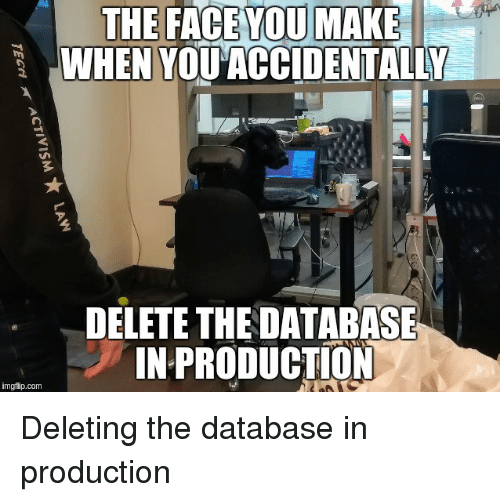 THE FACE YOU MAKE
WHEN YOU ACCIDENTALLY
TECH ★ ACTIVISM ★ LAW
DELETE THE DATABASE
IN PRODUCTION
imgflip.com
Deleting the database in
production